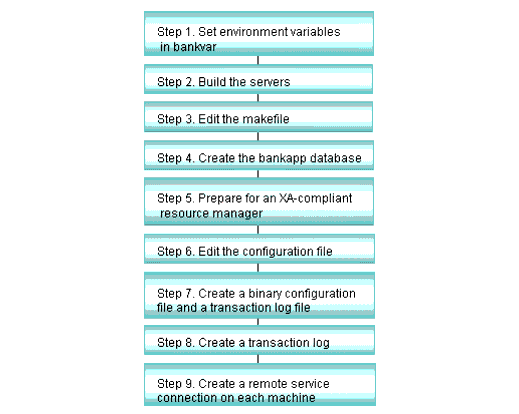 Step 1. Set environment variables
in bankvar
Step 2. Build the servers
Step 3. Edit the makefile
Step 4. Create the bankapp database
Step 5. Prepare for an XA-compliant
resource manager
Step 6. Edit the configuration file
Step 7. Create a binary configuration
file and a transaction log file
Step 8. Create a transaction log
Step 9. Create a remote service
connection on each machine